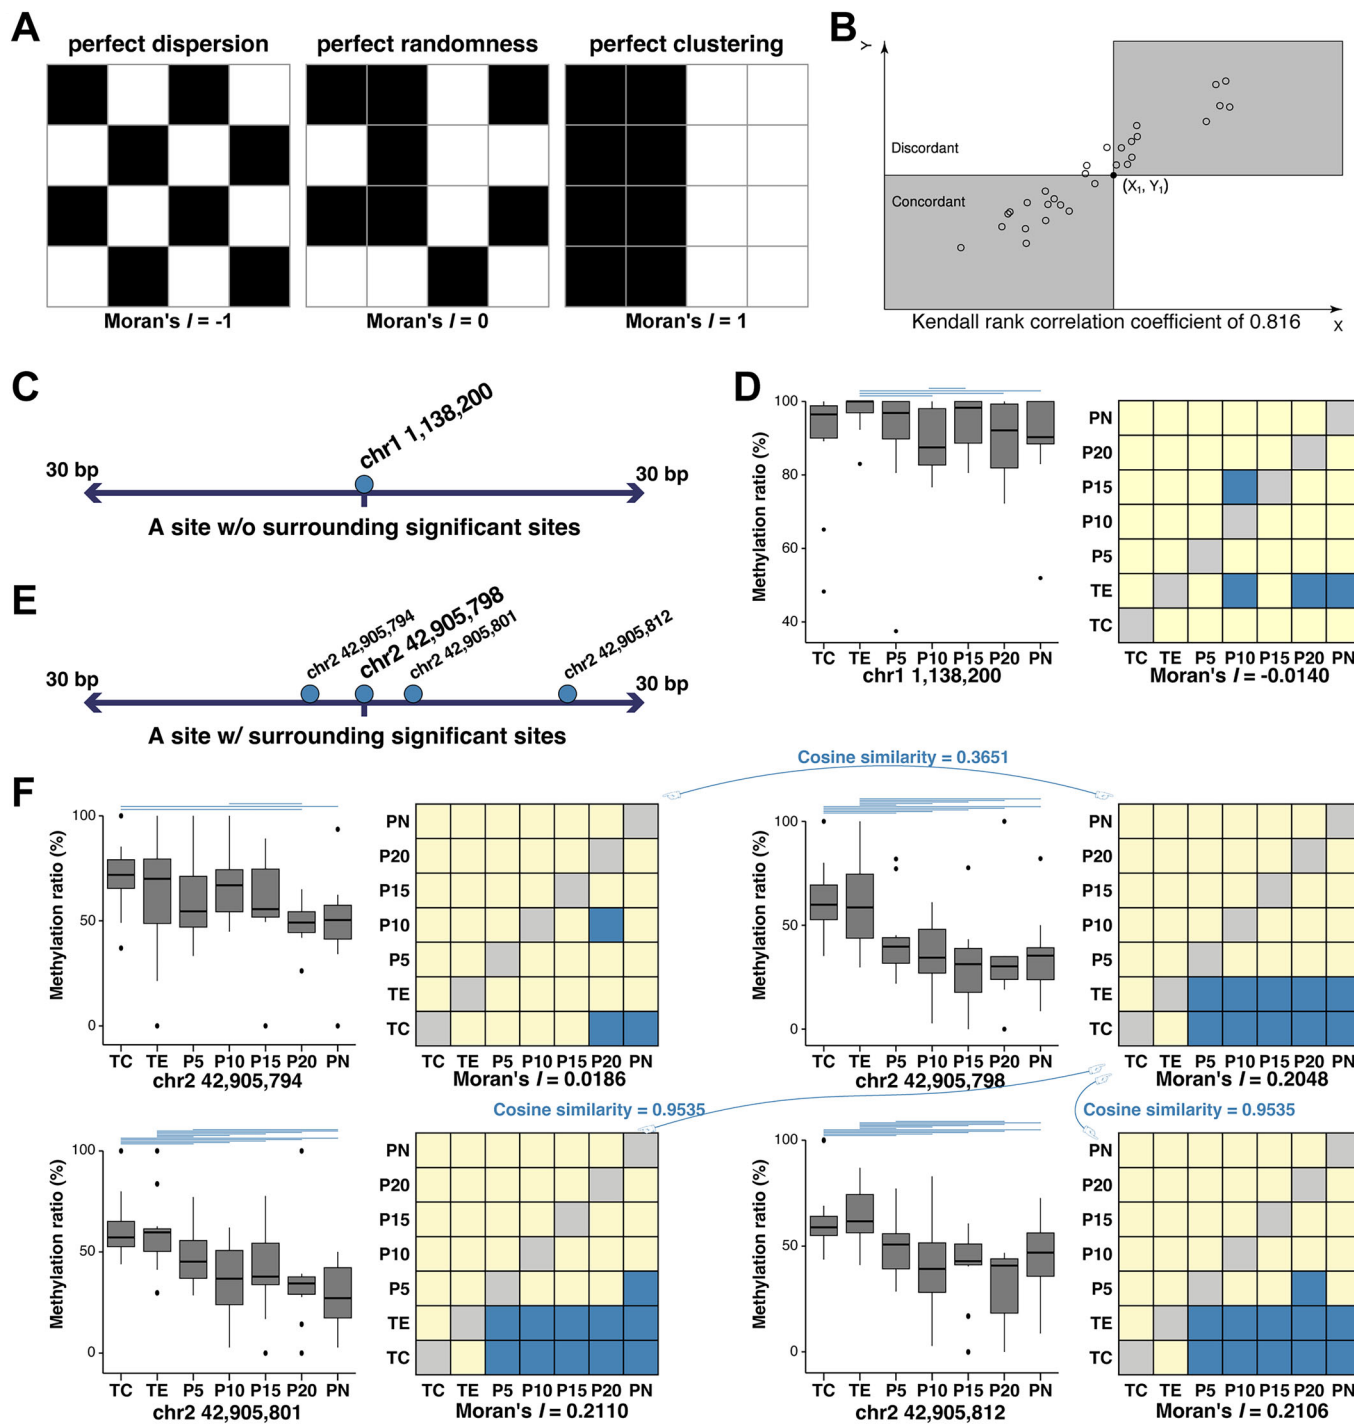 A
perfect dispersion
perfect randomness
perfect clustering
Moran's I = -1
Moran's I = 0
Moran's I = 1
B
Y
Discordant
(X1, Y1)
Concordant
X
Kendall rank correlation coefficient of 0.816
C
chr1 1,138,200
30 bp
30 bp
A site w/o surrounding significant sites
D
Methylation ratio (%)
100
80
60
40
TC TE P5 P10 P15 P20 PN
chr1 1,138,200
PN
P20
P15
P10
P5
TE
TC
TC TE P5 P10 P15 P20 PN
Moran's I = -0.0140
E
chr2 42,905,794
chr2 42,905,798
chr2 42,905,801
chr2 42,905,812
30 bp
30 bp
A site w/ surrounding significant sites
F
Cosine similarity = 0.3651
Methylation ratio (%)
100
50
0
TC TE P5 P10 P15 P20 PN
chr2 42,905,794
PN
P20
P15
P10
P5
TE
TC
TC TE P5 P10 P15 P20 PN
Moran's I = 0.0186
Methylation ratio (%)
100
50
0
TC TE P5 P10 P15 P20 PN
chr2 42,905,798
PN
P20
P15
P10
P5
TE
TC
TC TE P5 P10 P15 P20 PN
Moran's I = 0.2048
Cosine similarity = 0.9535
Cosine similarity = 0.9535
Methylation ratio (%)
100
50
0
TC TE P5 P10 P15 P20 PN
chr2 42,905,801
PN
P20
P15
P10
P5
TE
TC
TC TE P5 P10 P15 P20 PN
Moran's I = 0.2110
Methylation ratio (%)
100
50
0
TC TE P5 P10 P15 P20 PN
chr2 42,905,812
PN
P20
P15
P10
P5
TE
TC
TC TE P5 P10 P15 P20 PN
Moran's I = 0.2106